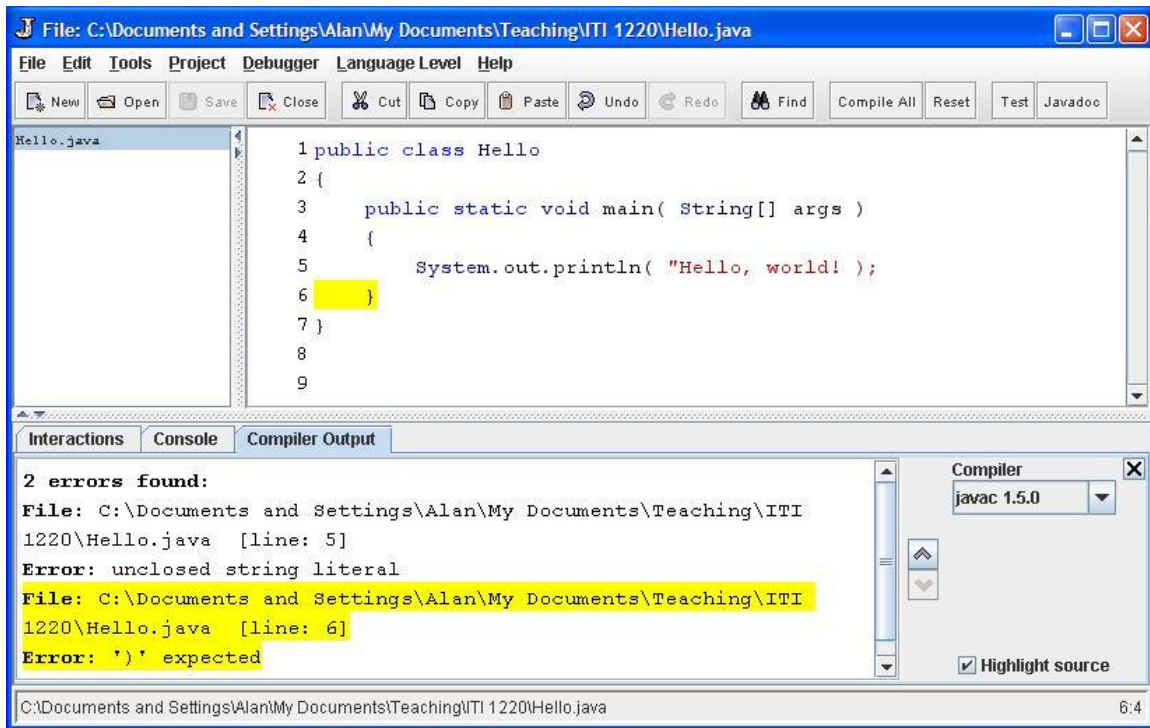 File: C:\Documents and Settings\Alan\My Documents\Teaching\ITI 1220\Hello.java
File Edit Tools Project Debugger Language Level Help
New Open Save Close Cut Copy Paste Undo Redo Find Compile All Reset Test Javadoc
Hello.java
1 public class Hello
2 {
3 public static void main( String[] args )
4 {
5 System.out.println( "Hello, world! );
6 }
7 }
8
9
Interactions Console Compiler Output
2 errors found:
File: C:\Documents and Settings\Alan\My Documents\Teaching\ITI
1220\Hello.java [line: 5]
Error: unclosed string literal
File: C:\Documents and Settings\Alan\My Documents\Teaching\ITI
1220\Hello.java [line: 6]
Error: ')' expected
Compiler
javac 1.5.0
Highlight source
C:\Documents and Settings\Alan\My Documents\Teaching\ITI 1220\Hello.java 6:4